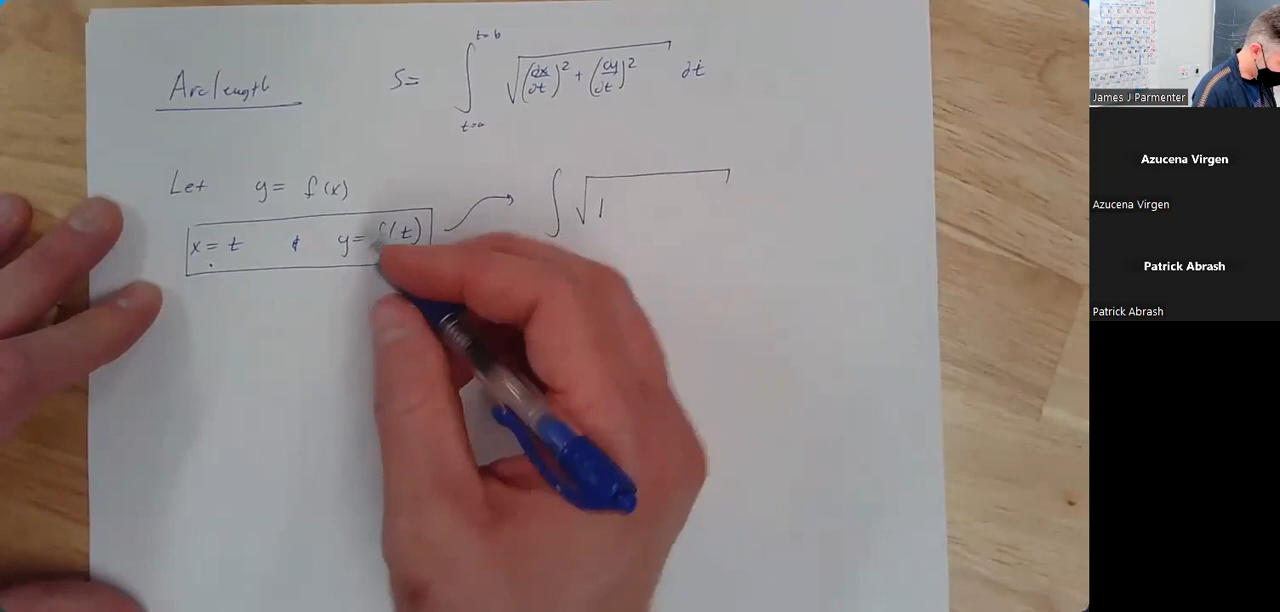 t=b
Arclength S= ∫ √(dx/dt)² + (dy/dt)² dt
t=a
Let y= f(x)
x = t & y= f(t) ∫ √1
James J Parmenter
Azucena Virgen
Azucena Virgen
Patrick Abrash
Patrick Abrash